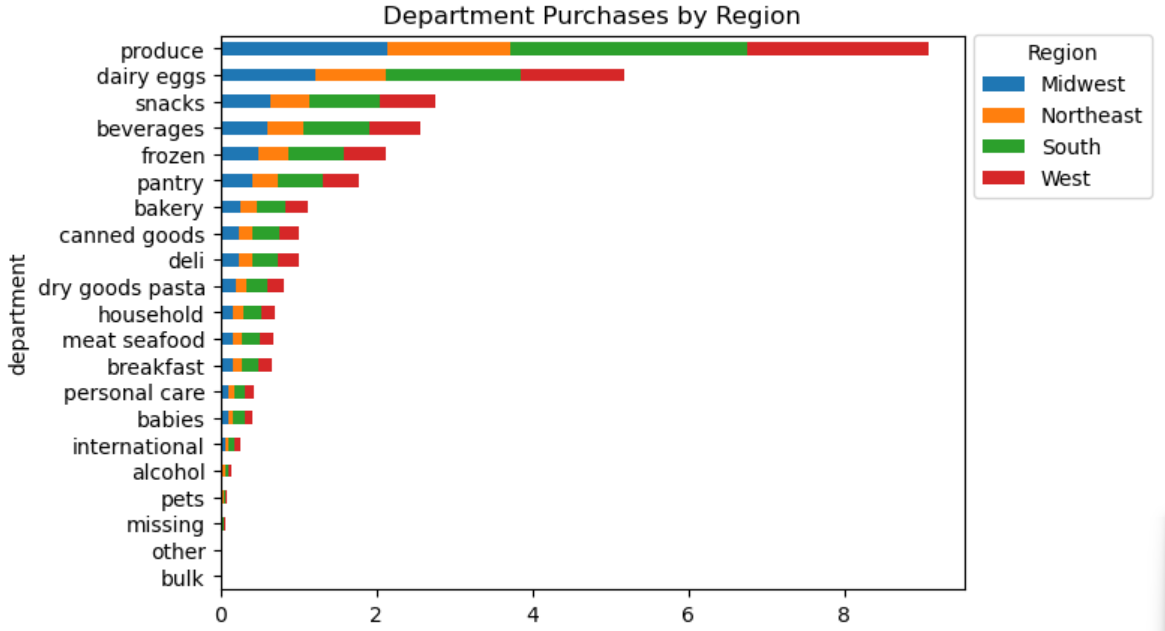 Department Purchases by Region
department
produce
dairy eggs
snacks
beverages
frozen
pantry
bakery
canned goods
deli
dry goods pasta
household
meat seafood
breakfast
personal care
babies
international
alcohol
pets
missing
other
bulk
0 2 4 6 8
Region
Midwest
Northeast
South
West